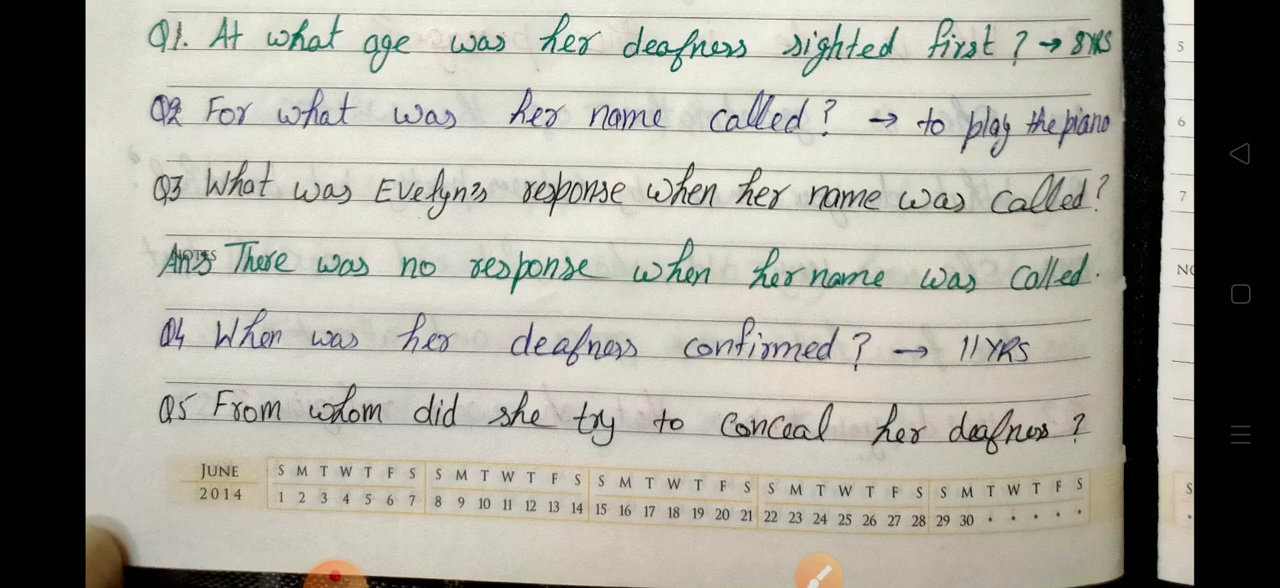 Q1. At what age was her deafness sighted first? → 8YRS
Q2 For what was her name called? → to play the piano
Q3 What was Evelyn's response when her name was called?
NOTES
Ans There was no response when her name was called.
Q4 When was her deafness confirmed? → 11 YRS
Q5 From whom did she try to conceal her deafness?
JUNE S M T W T F S S M T W T F S S M T W T F S S M T W T F S S M T W T F S
2014 1 2 3 4 5 6 7 8 9 10 11 12 13 14 15 16 17 18 19 20 21 22 23 24 25 26 27 28 29 30 • • • • •
5
6
7
S